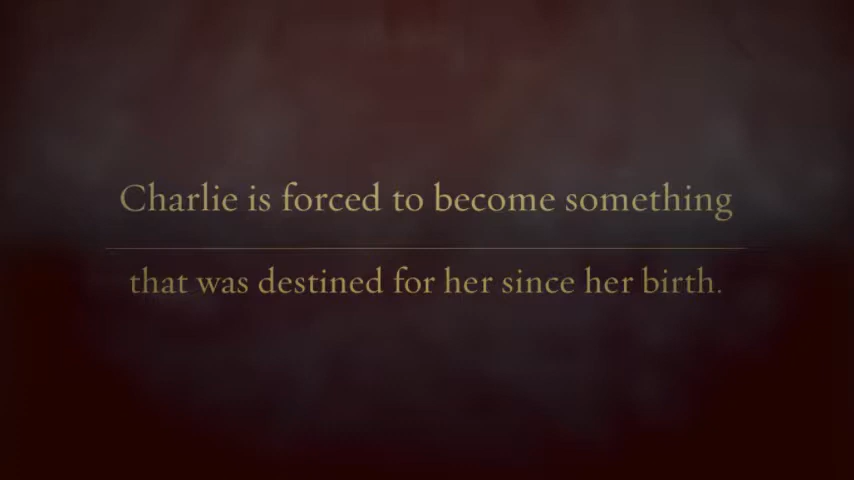 Charlie is forced to become something
that was destined for her since her birth.